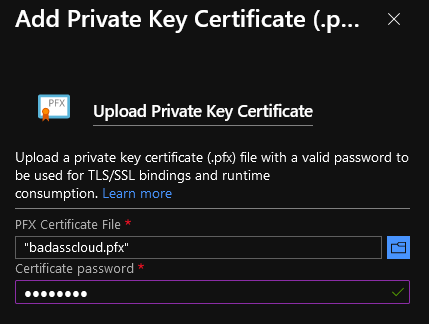 Add Private Key Certificate (.p...
PFX
Upload Private Key Certificate
Upload a private key certificate (.pfx) file with a valid password to
be used for TLS/SSL bindings and runtime
consumption. Learn more
PFX Certificate File *
"badasscloud.pfx"
Certificate password *
••••••••